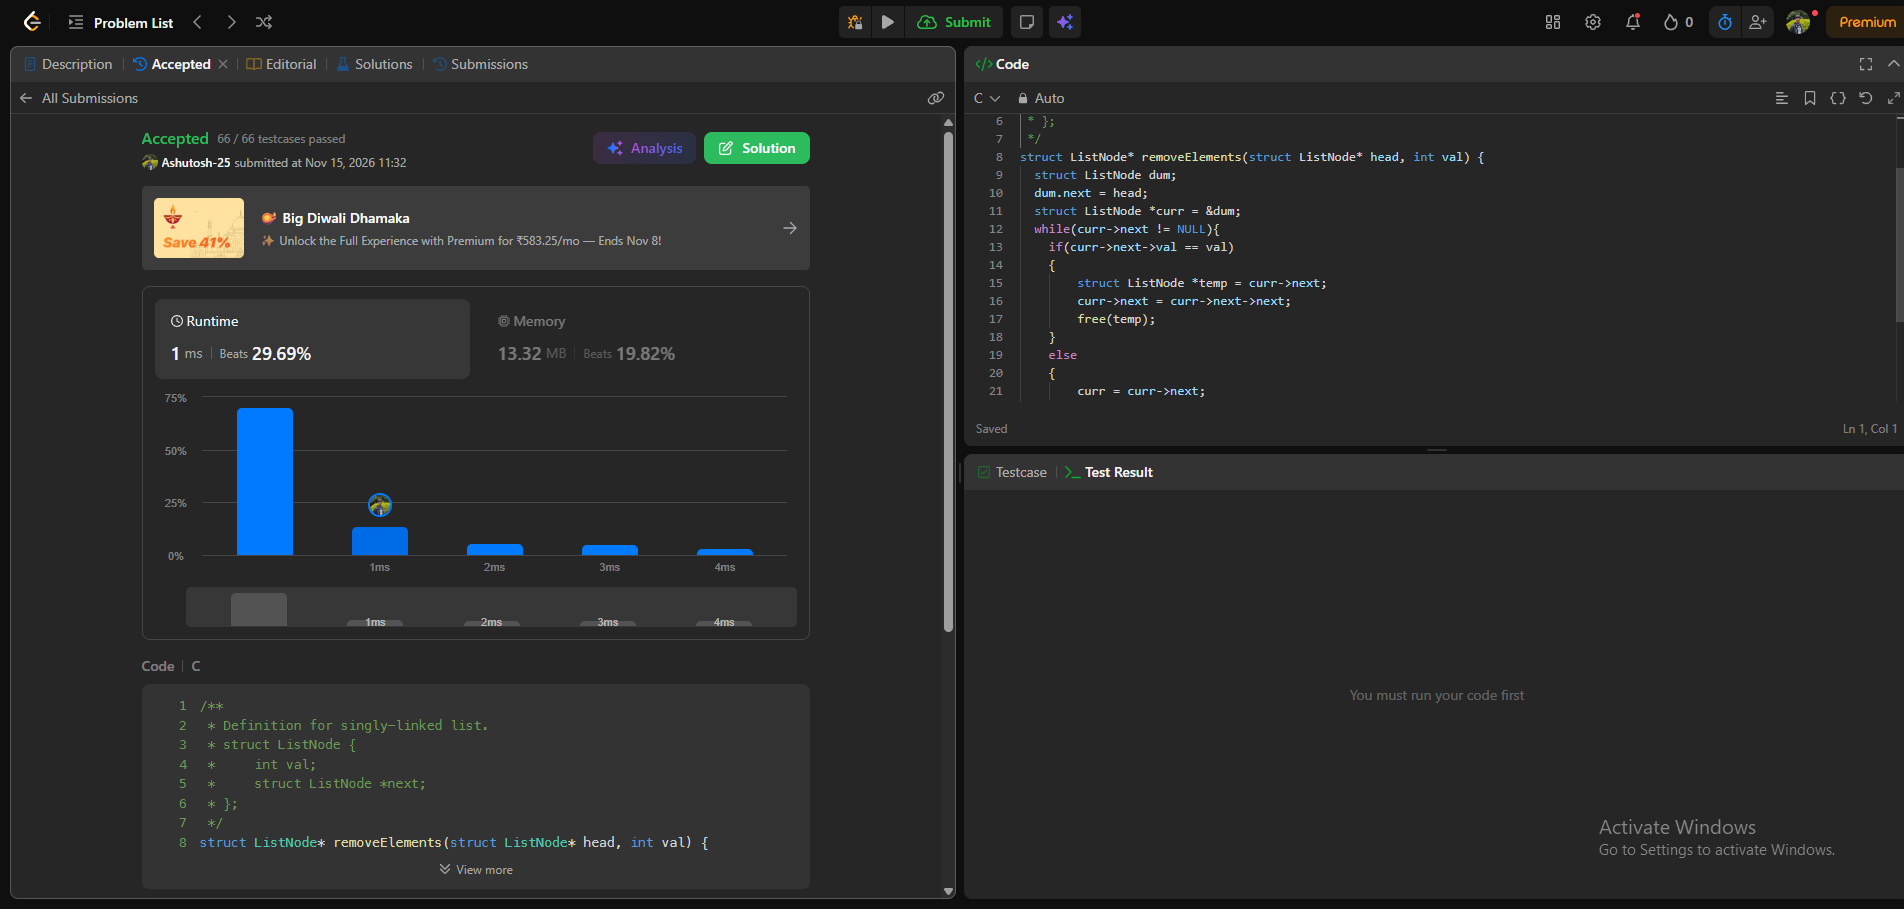 Problem List
Submit
0
Premium
Description
Accepted
Editorial
Solutions
Submissions
All Submissions
Accepted 66 / 66 testcases passed
Ashutosh-25 submitted at Nov 15, 2026 11:32
Analysis
Solution
Save 41%
Big Diwali Dhamaka
Unlock the Full Experience with Premium for ₹583.25/mo — Ends Nov 8!
Runtime
1 ms Beats 29.69%
Memory
13.32 MB Beats 19.82%
75%
50%
25%
0%
1ms 2ms 3ms 4ms
1ms 2ms 3ms 4ms
Code | C
1 /**
2 * Definition for singly-linked list.
3 * struct ListNode {
4 *     int val;
5 *     struct ListNode *next;
6 * };
7 */
8 struct ListNode* removeElements(struct ListNode* head, int val) {
View more
Code
C
Auto
6 * };
7 */
8 struct ListNode* removeElements(struct ListNode* head, int val) {
9 struct ListNode dum;
10 dum.next = head;
11 struct ListNode *curr = &dum;
12 while(curr->next != NULL){
13 if(curr->next->val == val)
14 {
15 struct ListNode *temp = curr->next;
16 curr->next = curr->next->next;
17 free(temp);
18 }
19 else
20 {
21 curr = curr->next;
Saved
Ln 1, Col 1
Testcase
Test Result
You must run your code first
Activate Windows
Go to Settings to activate Windows.